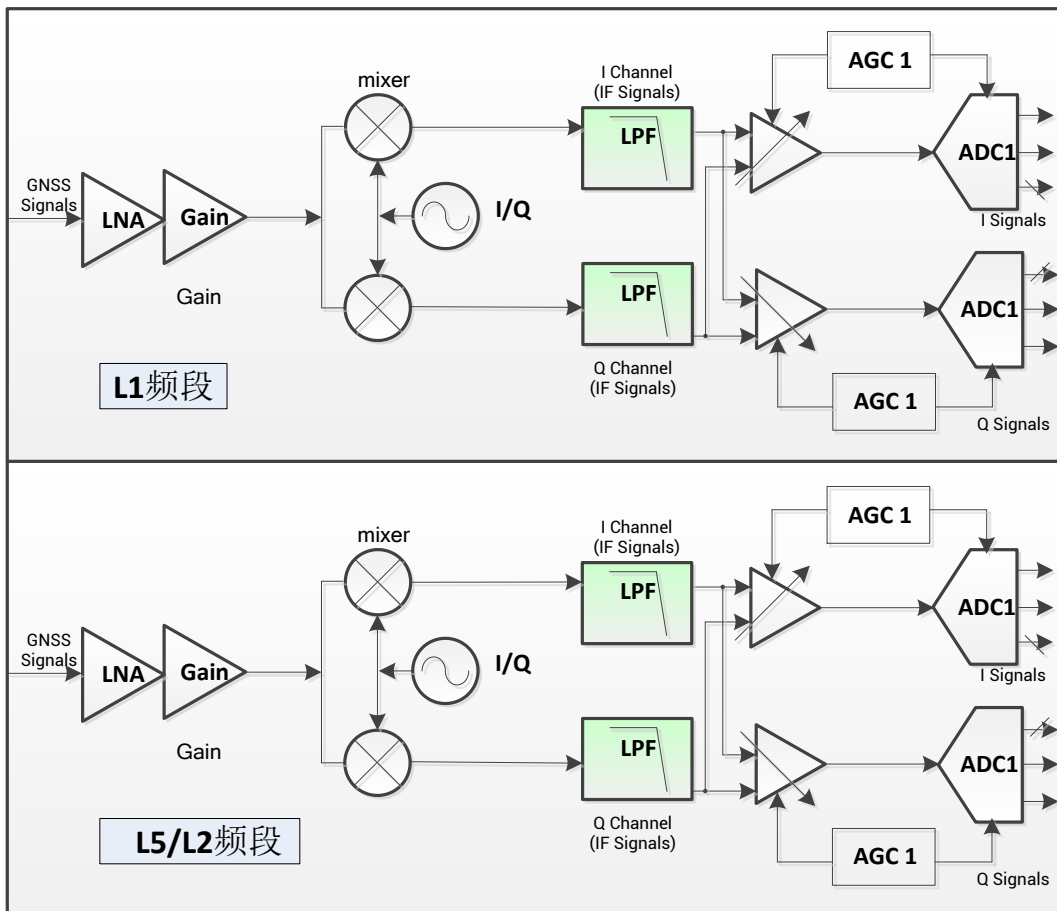 AGC 1
I Channel
(IF Signals)
mixer
LPF
ADC1
GNSS
Signals
LNA
Gain
I/Q
I Signals
LPF
ADC1
Gain
Q Channel
(IF Signals)
L1频段
AGC 1
Q Signals
AGC 1
I Channel
(IF Signals)
mixer
LPF
ADC1
GNSS
Signals
LNA
Gain
I/Q
I Signals
LPF
ADC1
Gain
Q Channel
(IF Signals)
L5/L2频段
AGC 1
Q Signals